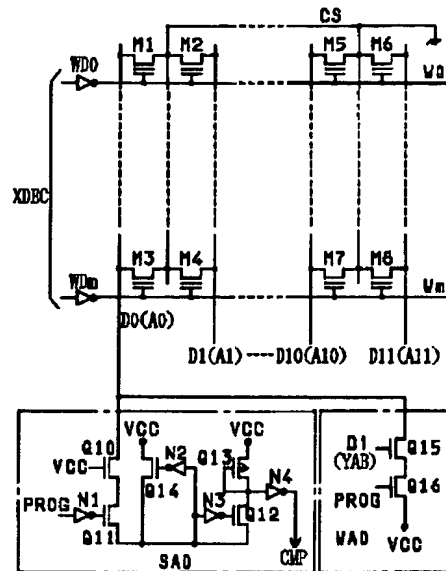 CS
M1 M2 M5 M6
WD0 W0
XDEC
M3 M4 M7 M8
WDm Wm
D0(A0)
D1(A1) D10(A10) D11(A11)
Q10 VCC N2 VCC Q13 N4 Q15
VCC Q14 D1 (YAB)
PROG N1 N3 Q12 PROG Q16
Q11 SAD CMP WAD VCC